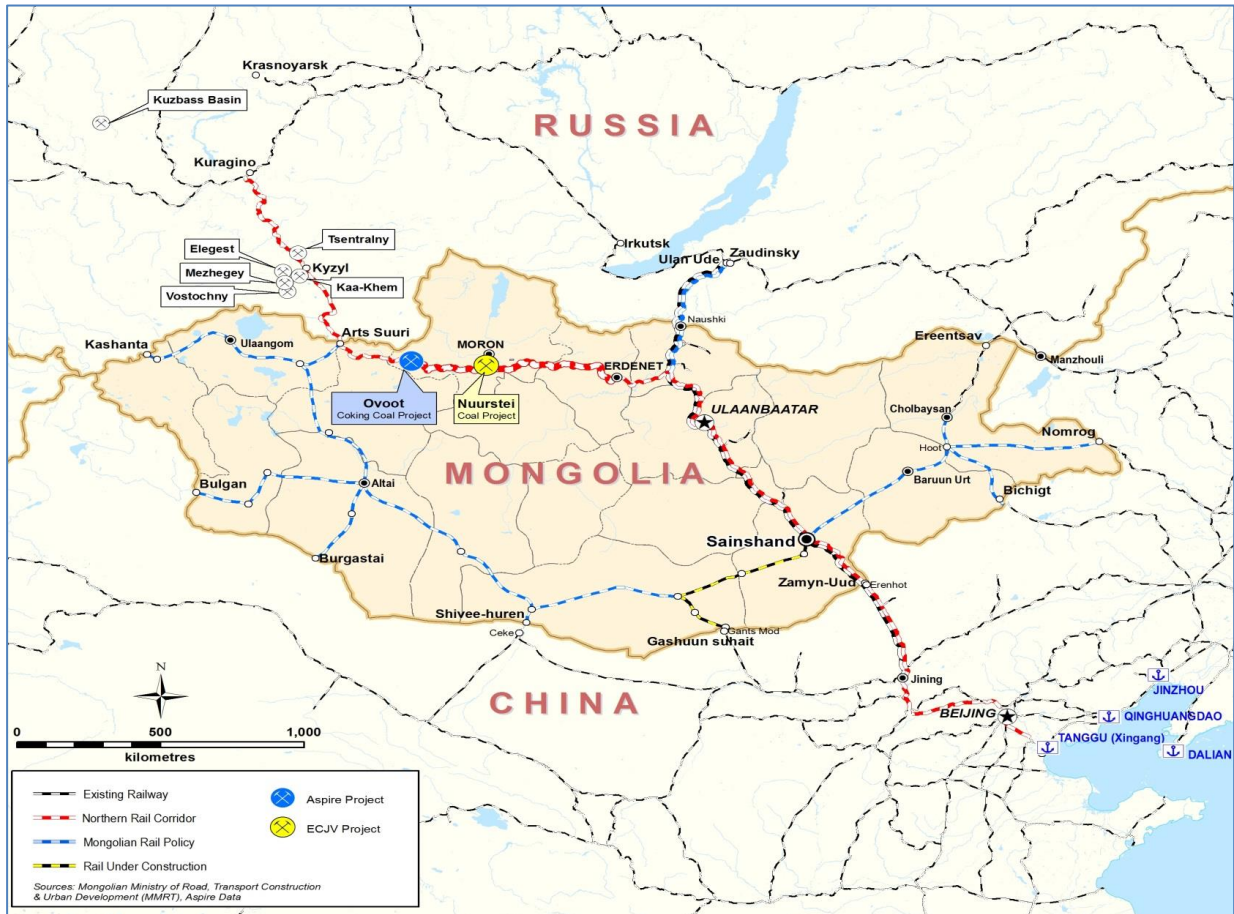 Krasnoyarsk
Kuzbass Basin
RUSSIA
Kuragino
Tsentralny
Elegest
Irkutsk
Zaudinsky
Ulan Ude
Kyzyl
Mezhegey
Kaa-Khem
Vostochny
Naushki
Arts Suuri
Ereentsav
Kashanta
Ulaangom
MORON
Manzhouli
ERDENET
Ovoot
Coking Coal Project
Nuurstei
Coal Project
ULAANBAATAR
Cholbaysan
Nomrog
Hoot
MONGOLIA
Baruun Urt
Altai
Bulgan
Bichigt
Sainshand
Burgastai
Zamyn-Uud
Erenhot
Shivee-huren
Gants Mod
Ceke
Gashuun suhait
N
CHINA
Jining
JINZHOU
BEIJING
QINGHUANGDAO
TANGGU (Xingang)
DALIAN
0 500 1,000
kilometres
Existing Railway
Northern Rail Corridor
Mongolian Rail Policy
Rail Under Construction
Aspire Project
ECJV Project
Sources: Mongolian Ministry of Road, Transport Construction
& Urban Development (MMRT), Aspire Data